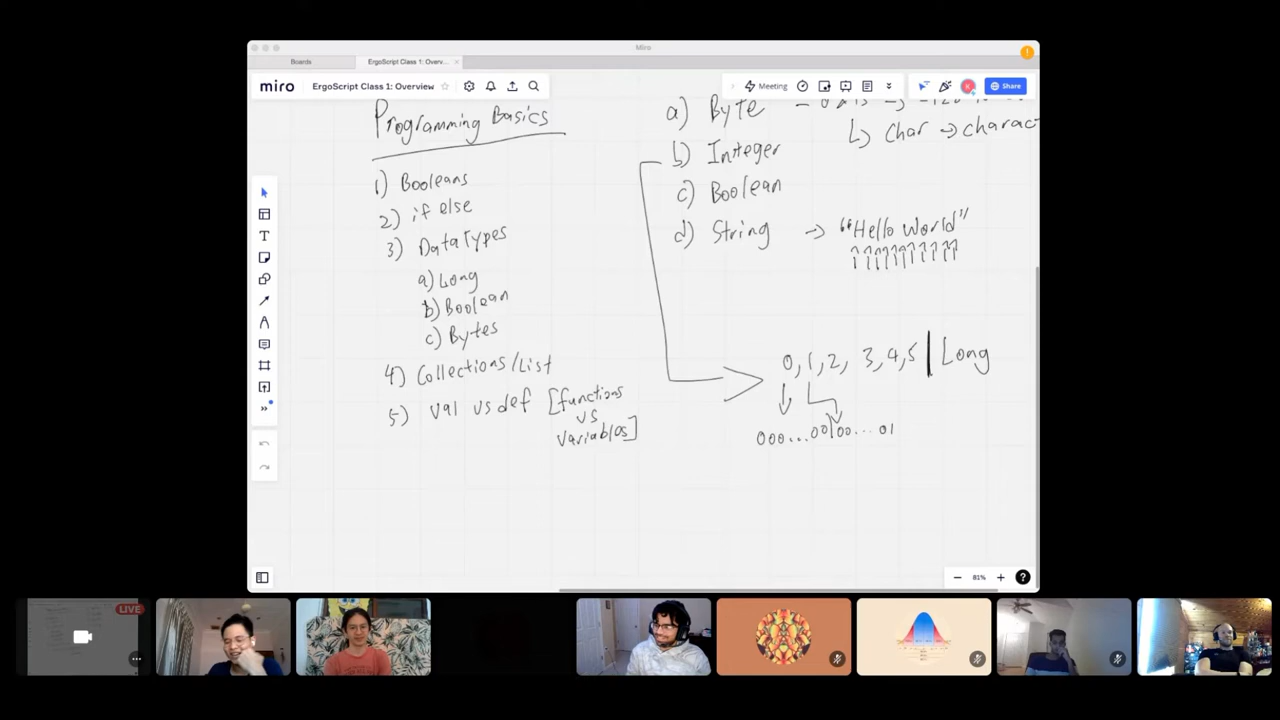 Miro
Boards
ErgoScript Class 1: Overv...
miro
ErgoScript Class 1: Overview
Meeting
Share
Programming Basics
1) Booleans
2) if else
3) DataTypes
a) Long
b) Boolean
c) Bytes
4) Collections/List
5) val vs def [functions
vs
variables]
a) Byte
↳ char → charact
b) Integer
c) Boolean
d) String → "Hello World"
0, 1, 2, 3, 4, 5 | Long
000...00 00...01
81%
LIVE